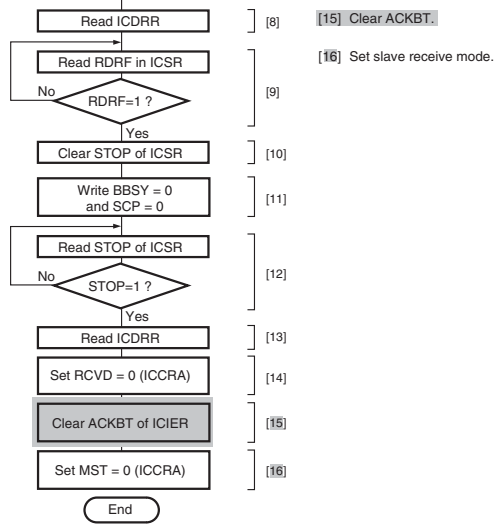 Read ICDRR
[8]
Read RDRF in ICSR
No
RDRF=1 ?
[9]
Yes
Clear STOP of ICSR
[10]
Write BBSY = 0
and SCP = 0
[11]
Read STOP of ICSR
No
STOP=1 ?
[12]
Yes
Read ICDRR
[13]
Set RCVD = 0 (ICCRA)
[14]
Clear ACKBT of ICIER
[15]
Set MST = 0 (ICCRA)
[16]
End
[15] Clear ACKBT.
[16] Set slave receive mode.